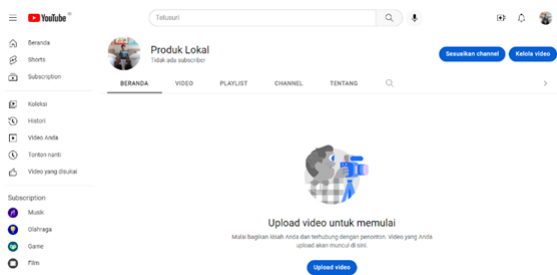 YouTube
Telusuri
Beranda
Shorts
Subscription
Koleksi
Histori
Video Anda
Tonton nanti
Video yang disukai
Subscription
Musik
Olahraga
Game
Film
Produk Lokal
Tidak ada subscriber
Sesuaikan channel
Kelola video
BERANDA VIDEO PLAYLIST CHANNEL TENTANG
Upload video untuk memulai
Mulai bagikan kisah Anda dan terhubung dengan penonton. Video yang Anda
upload akan muncul di sini.
Upload video